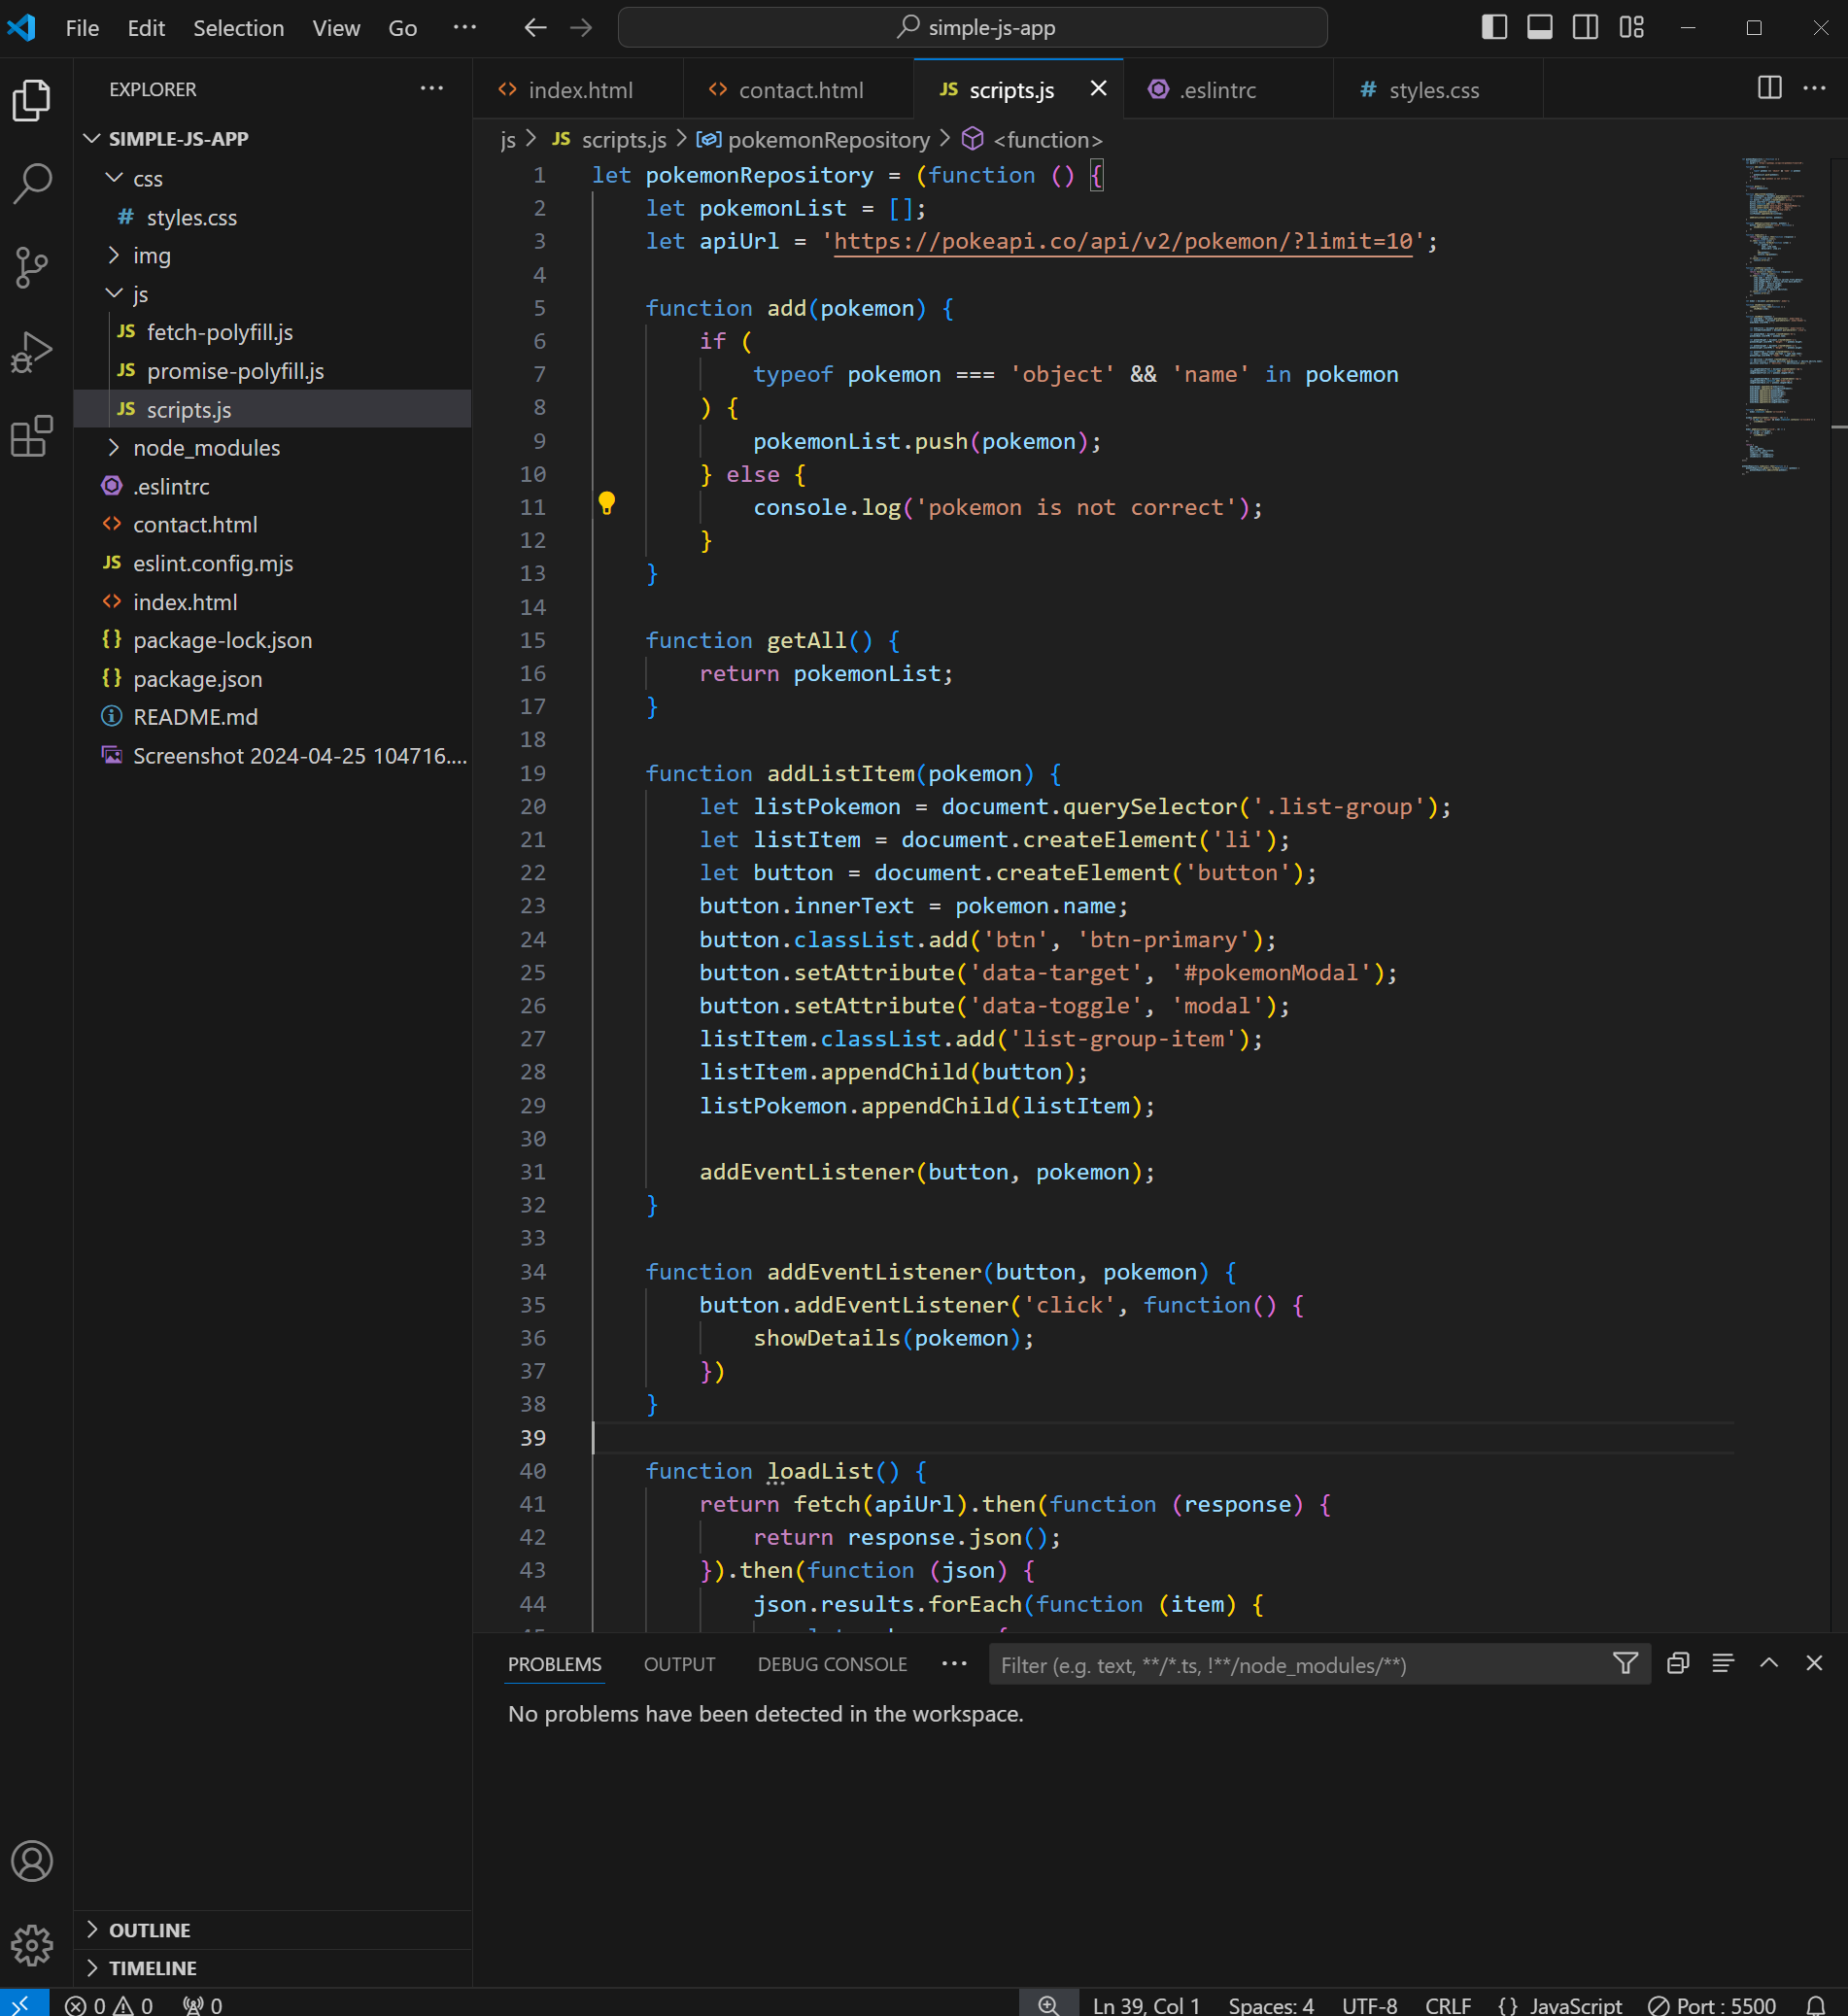 File Edit Selection View Go ··· simple-js-app
EXPLORER ···
SIMPLE-JS-APP
css
# styles.css
img
js
JS fetch-polyfill.js
JS promise-polyfill.js
JS scripts.js
node_modules
.eslintrc
<> contact.html
JS eslint.config.mjs
<> index.html
{} package-lock.json
{} package.json
README.md
Screenshot 2024-04-25 104716....
OUTLINE
TIMELINE
<> index.html <> contact.html JS scripts.js .eslintrc # styles.css
js > JS scripts.js > pokemonRepository > <function>
1 let pokemonRepository = (function () {
2 let pokemonList = [];
3 let apiUrl = 'https://pokeapi.co/api/v2/pokemon/?limit=10';
4
5 function add(pokemon) {
6 if (
7 typeof pokemon === 'object' && 'name' in pokemon
8 ) {
9 pokemonList.push(pokemon);
10 } else {
11 console.log('pokemon is not correct');
12 }
13 }
14
15 function getAll() {
16 return pokemonList;
17 }
18
19 function addListItem(pokemon) {
20 let listPokemon = document.querySelector('.list-group');
21 let listItem = document.createElement('li');
22 let button = document.createElement('button');
23 button.innerText = pokemon.name;
24 button.classList.add('btn', 'btn-primary');
25 button.setAttribute('data-target', '#pokemonModal');
26 button.setAttribute('data-toggle', 'modal');
27 listItem.classList.add('list-group-item');
28 listItem.appendChild(button);
29 listPokemon.appendChild(listItem);
30
31 addEventListener(button, pokemon);
32 }
33
34 function addEventListener(button, pokemon) {
35 button.addEventListener('click', function() {
36 showDetails(pokemon);
37 })
38 }
39
40 function loadList() {
41 return fetch(apiUrl).then(function (response) {
42 return response.json();
43 }).then(function (json) {
44 json.results.forEach(function (item) {
PROBLEMS OUTPUT DEBUG CONSOLE ··· Filter (e.g. text, **/*.ts, !**/node_modules/**)
No problems have been detected in the workspace.
0 0 0 Ln 39, Col 1 Spaces: 4 UTF-8 CRLF {} JavaScript Port : 5500